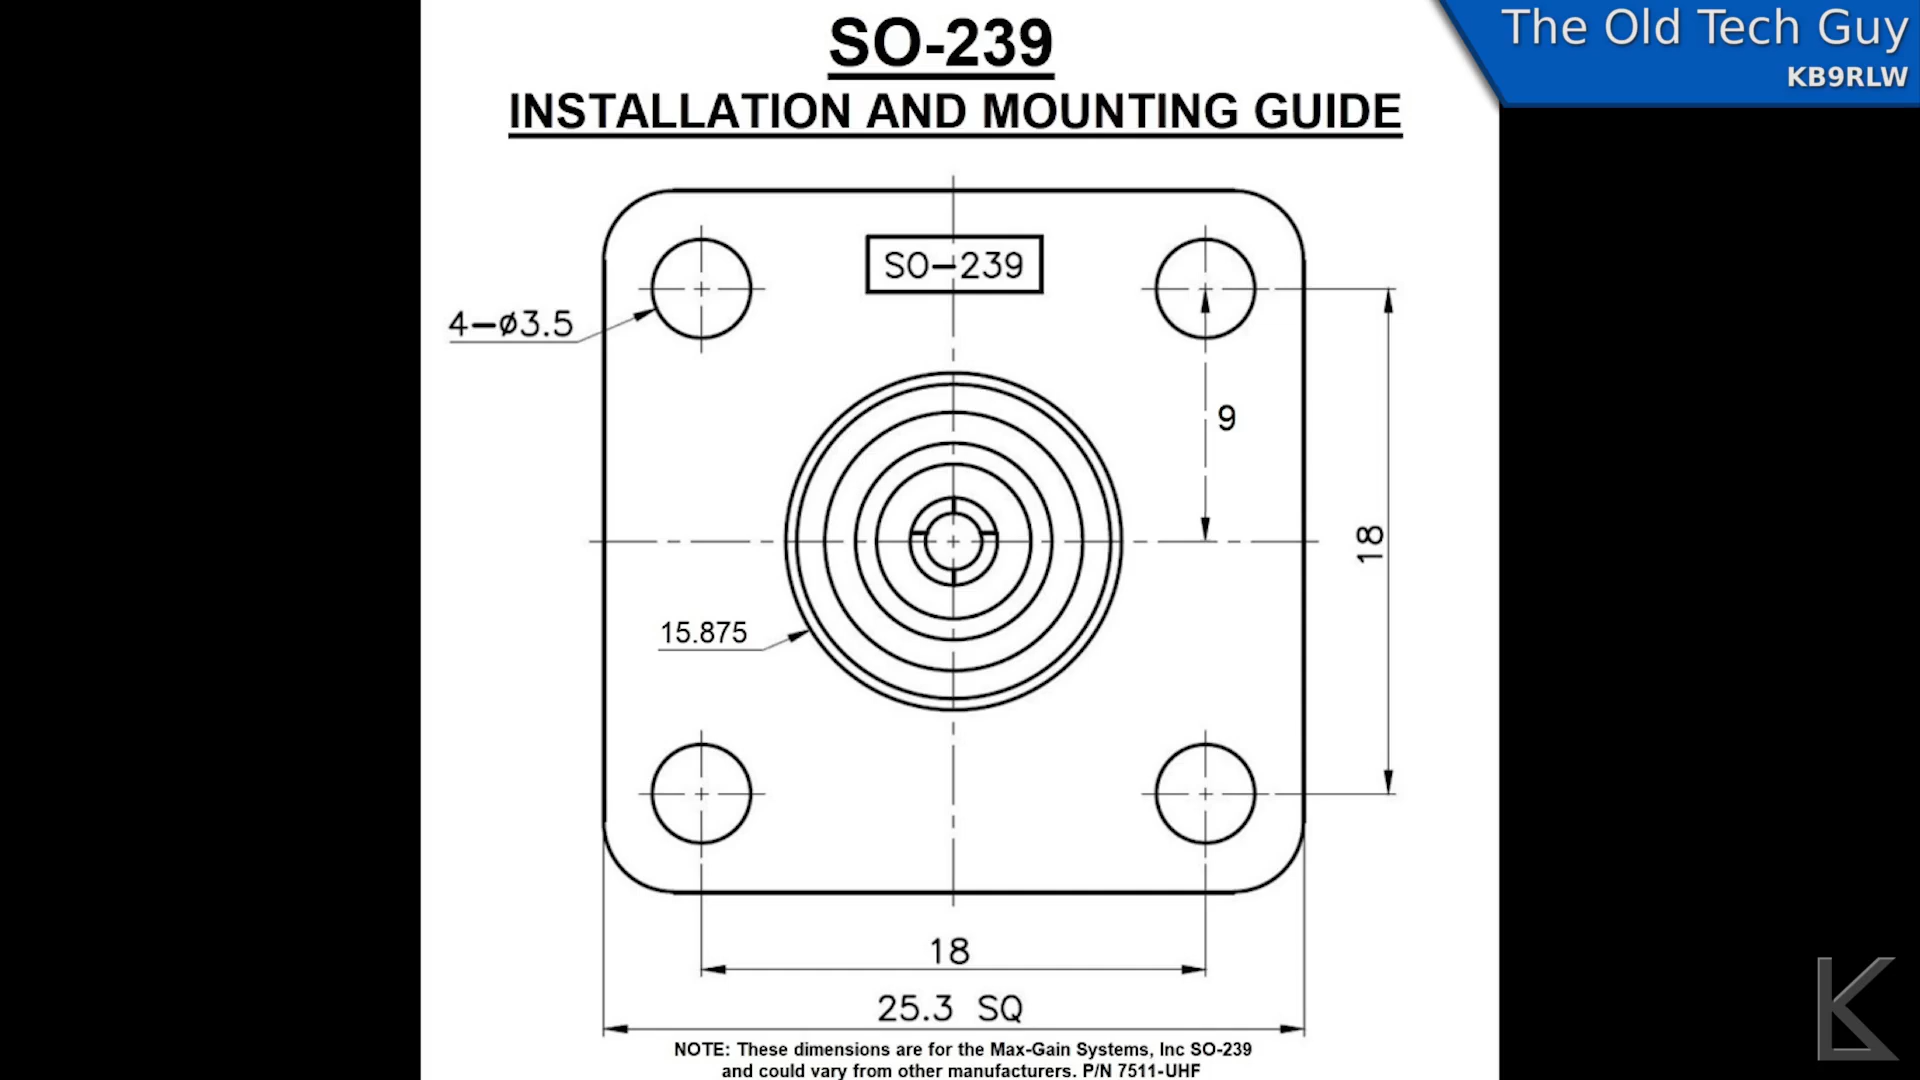 SO-239
The Old Tech Guy
KB9RLW
INSTALLATION AND MOUNTING GUIDE
SO-239
4-ø3.5
9
18
15.875
18
25.3 SQ
NOTE: These dimensions are for the Max-Gain Systems, Inc SO-239
and could vary from other manufacturers. P/N 7511-UHF